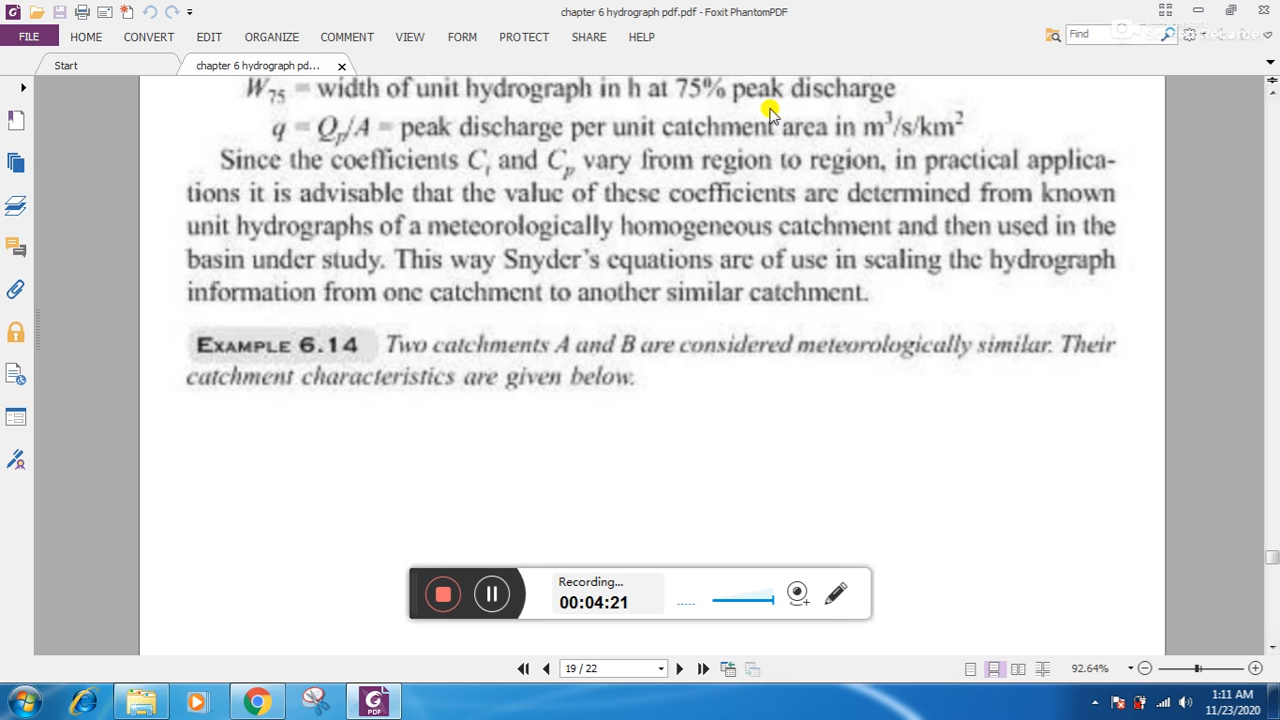 chapter 6 hydrograph pdf.pdf - Foxit PhantomPDF
FILE HOME CONVERT EDIT ORGANIZE COMMENT VIEW FORM PROTECT SHARE HELP
Find
Start
chapter 6 hydrograph pd...
W75 = width of unit hydrograph in h at 75% peak discharge
q = Qp/A = peak discharge per unit catchment area in m³/s/km²
Since the coefficients Ct and Cp vary from region to region, in practical applica-
tions it is advisable that the value of these coefficients are determined from known
unit hydrographs of a meteorologically homogeneous catchment and then used in the
basin under study. This way Snyder's equations are of use in scaling the hydrograph
information from one catchment to another similar catchment.
EXAMPLE 6.14 Two catchments A and B are considered meteorologically similar. Their
catchment characteristics are given below.
Recording...
00:04:21
19 / 22
92.64%
PDF
1:11 AM
11/23/2020